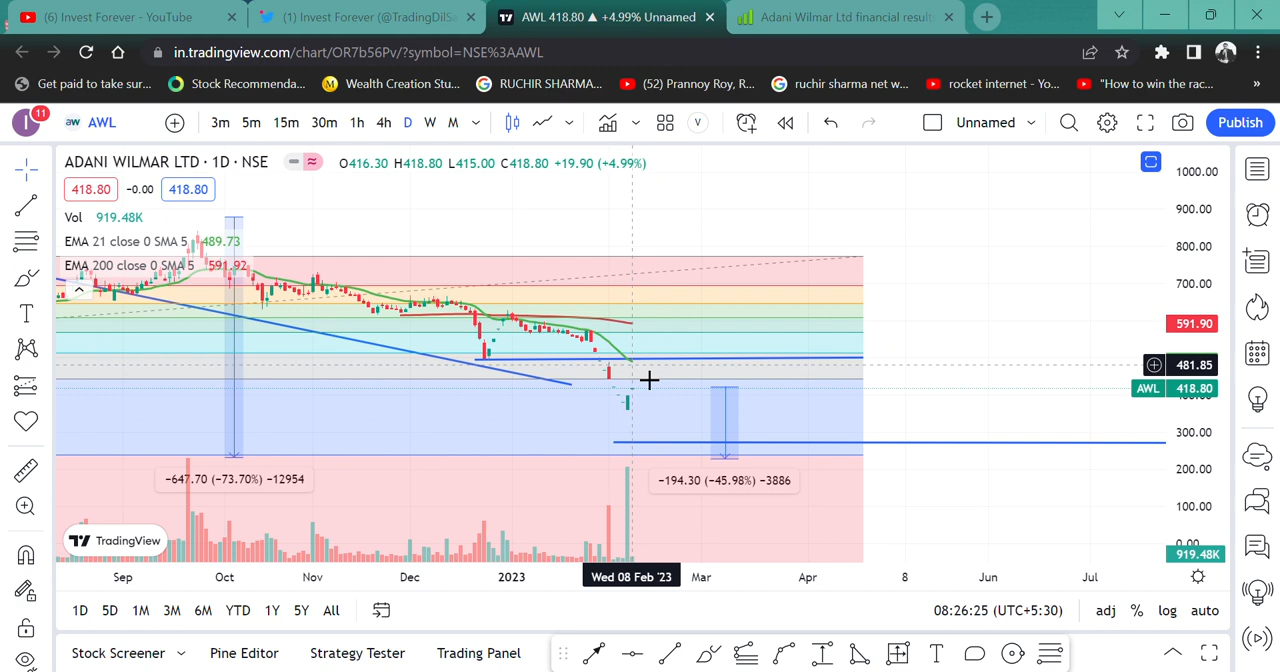 (6) Invest Forever - YouTube
(1) Invest Forever (@TradingDilSa
AWL 418.80 ▲ +4.99% Unnamed
Adani Wilmar Ltd financial results
in.tradingview.com/chart/OR7b56Pv/?symbol=NSE%3AAWL
Get paid to take sur...
Stock Recommenda...
Wealth Creation Stu...
RUCHIR SHARMA...
(52) Prannoy Roy, R...
ruchir sharma net w...
rocket internet - Yo...
"How to win the rac...
»
I 11 aw AWL 3m 5m 15m 30m 1h 4h D W M V Unnamed Publish
ADANI WILMAR LTD · 1D · NSE O416.30 H418.80 L415.00 C418.80 +19.90 (+4.99%)
418.80 -0.00 418.80
Vol 919.48K
EMA 21 close 0 SMA 5 489.73
EMA 200 close 0 SMA 5 591.92
1000.00
900.00
800.00
700.00
591.90
481.85
AWL 418.80
300.00
200.00
100.00
0.00
919.48K
−647.70 (−73.70%) −12954
−194.30 (−45.98%) −3886
TradingView
Sep Oct Nov Dec 2023 Wed 08 Feb '23 Mar Apr 8 Jun Jul
1D 5D 1M 3M 6M YTD 1Y 5Y All 08:26:25 (UTC+5:30) adj % log auto
Stock Screener Pine Editor Strategy Tester Trading Panel